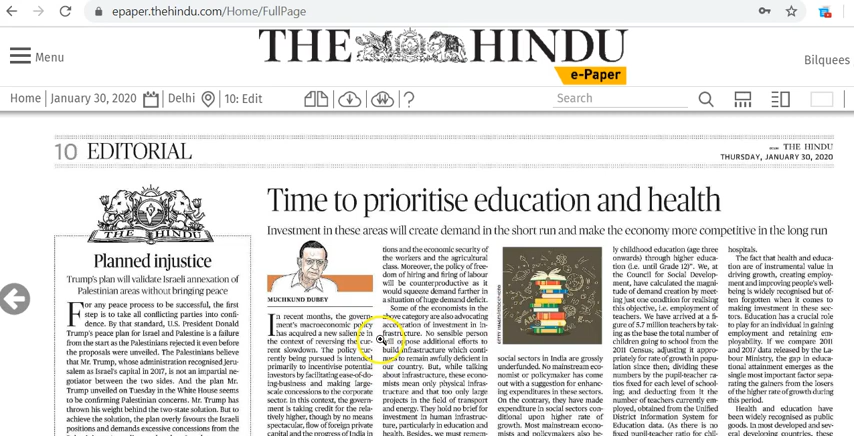 epaper.thehindu.com/Home/FullPage
THE HINDU
e-Paper
Menu
Bilquees
Home | January 30, 2020 Delhi 10: Edit
Search
10 EDITORIAL
THE HINDU
THURSDAY, JANUARY 30, 2020
THE HINDU
Planned injustice
Trump's plan will validate Israeli annexation of
Palestinian areas without bringing peace
For any peace process to be successful, the first
step is to take all conflicting parties into confi-
dence. By that standard, U.S. President Donald
Trump's peace plan for Israel and Palestine is a failure
from the start as the Palestinians rejected it even before
the proposals were unveiled. The Palestinians believe
that Mr. Trump, whose administration recognised Jeru-
salem as Israel's capital in 2017, is not an impartial ne-
gotiator between the two sides. And the plan Mr.
Trump unveiled on Tuesday in the White House seems
to be confirming Palestinian concerns. Mr. Trump has
thrown his weight behind the two-state solution. But to
achieve the solution, the plan overly favours the Israeli
positions and demands excessive concessions from the
Time to prioritise education and health
Investment in these areas will create demand in the short run and make the economy more competitive in the long run
MUCHKUND DUBEY
In recent months, the govern-
ment's macroeconomic policy
has acquired a new salience in
the context of reversing the cur-
rent slowdown. The policy cur-
rently being pursued is intended
primarily to incentivise potential
investors by facilitating ease-of-do-
ing-business and making large-
scale concessions to the corporate
sector. In this context, the govern-
ment is taking credit for the rela-
tively higher, though by no means
spectacular, flow of foreign private
capital and the progress of India in
tions and the economic security of
the workers and the agricultural
class. Moreover, the policy of free-
dom of hiring and firing of labour
will be counterproductive as it
would squeeze demand further in
a situation of huge demand deficit.
Some of the economists in the
above category are also advocating
acceleration of investment in in-
frastructure. No sensible person
will oppose additional efforts to
build infrastructure which conti-
nues to remain awfully deficient in
our country. But, while talking
about infrastructure, these econo-
mists mean only physical infras-
tructure and that too only large
projects in the field of transport
and energy. They hold no brief for
investment in human infrastruc-
ture, particularly in education and
health. Besides, we must remem-
social sectors in India are grossly
underfunded. No mainstream eco-
nomist or policymaker has come
out with a suggestion for enhanc-
ing expenditures in these sectors.
On the contrary, they have made
expenditure in social sectors con-
ditional upon higher rate of
growth. Most mainstream econo-
mists and policymakers also be-
ly childhood education (age three
onwards) through higher educa-
tion (i.e. until Grade 12)". We, at
the Council for Social Develop-
ment, have calculated the magni-
tude of demand creation by meet-
ing just one condition for realising
this objective, i.e. employment of
teachers. We have arrived at a fi-
gure of 5.7 million teachers by tak-
ing as the base the total number of
children going to school from the
2011 Census; adjusting it appro-
priately for rate of growth in popu-
lation since then; dividing these
numbers by the pupil-teacher ra-
tios fixed for each level of school-
ing, and deducting from it the
number of teachers as currently em-
ployed, obtained from the Unified
District Information System for
Education data. (As there is no
fixed pupil-teacher ratio for chil-
hospitals.
The fact that health and educa-
tion are of instrumental value in
driving growth, creating employ-
ment and improving people's well-
being is widely recognised but of-
ten forgotten when it comes to
making investment in these sec-
tors. Education has a crucial role
to play for an individual in gaining
employment and retaining em-
ployability. If we compare 2011
and 2017 data released by the La-
bour Ministry, the gap in educa-
tional attainment emerges as the
single most important factor sepa-
rating the gainers from the losers
of the higher rate of growth during
this period.
Health and education have
been widely recognised as public
goods. In most developed and sev-